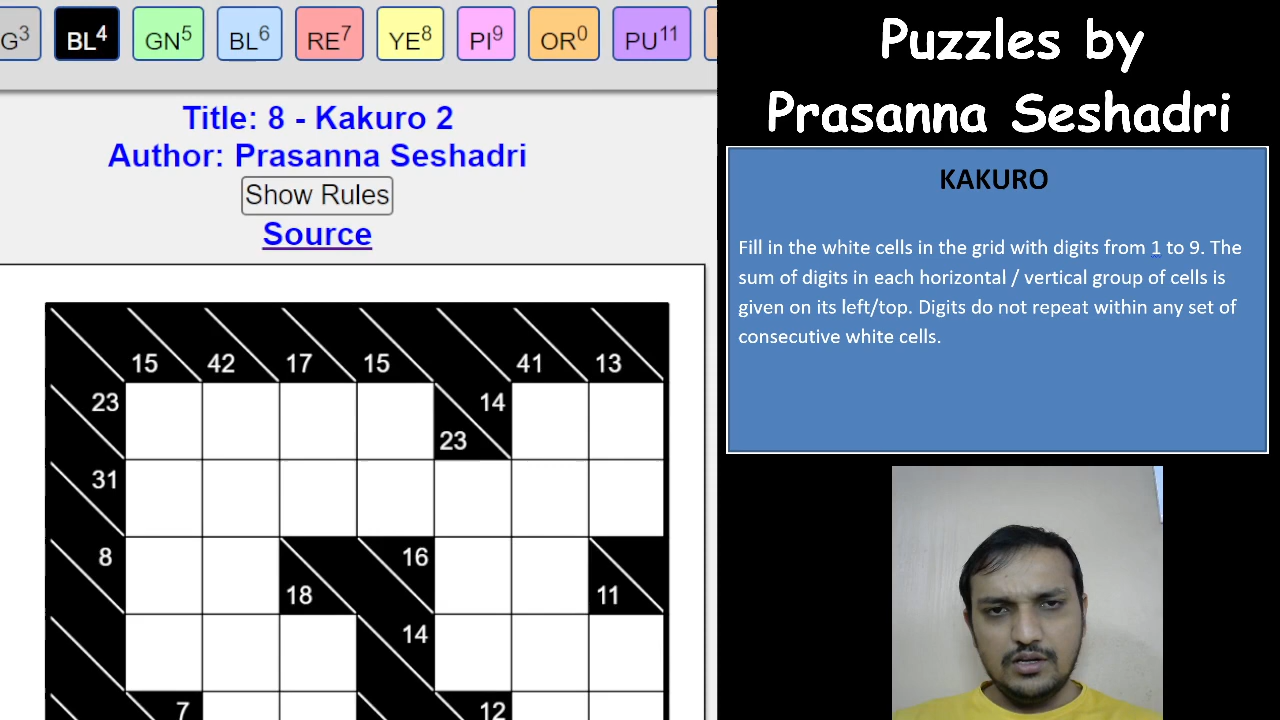 G3 BL4 GN5 BL6 RE7 YE8 PI9 OR0 PU11
Title: 8 - Kakuro 2
Author: Prasanna Seshadri
Show Rules
Source
15 42 17 15 41 13
23 14
23
31
8 16
18 11
14
7 12
Puzzles by
Prasanna Seshadri
KAKURO
Fill in the white cells in the grid with digits from 1 to 9. The
sum of digits in each horizontal / vertical group of cells is
given on its left/top. Digits do not repeat within any set of
consecutive white cells.